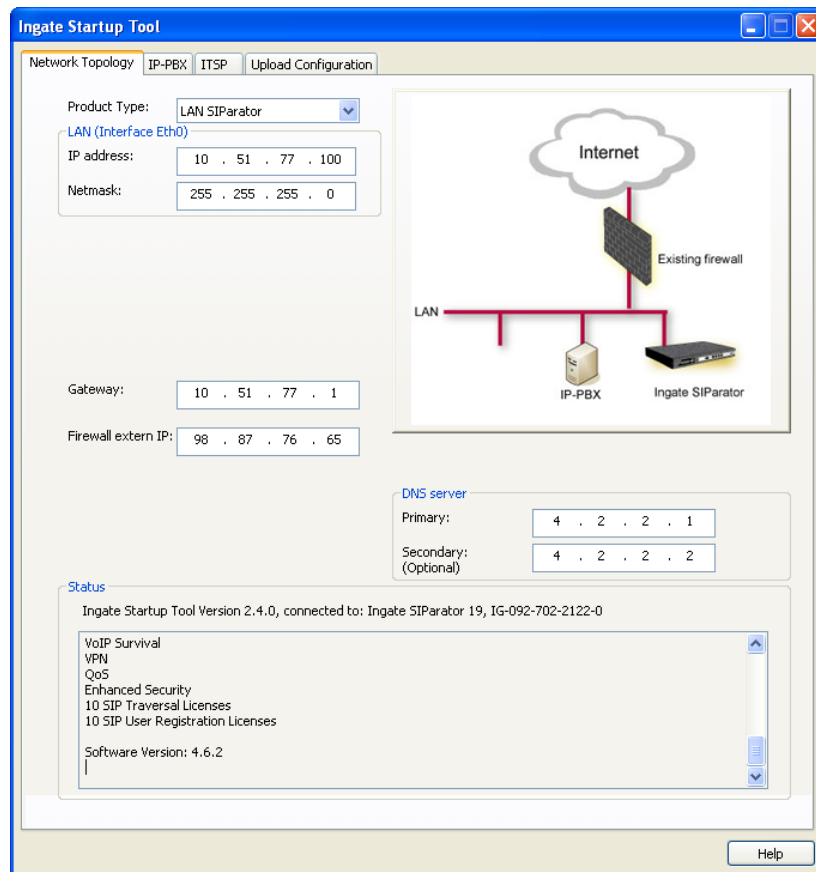 Ingate Startup Tool
Network Topology IP-PBX ITSP Upload Configuration
Product Type: LAN SIParator
LAN (Interface Eth0)
IP address: 10 . 51 . 77 . 100
Netmask: 255 . 255 . 255 . 0
Internet
Existing firewall
LAN
IP-PBX Ingate SIParator
Gateway: 10 . 51 . 77 . 1
Firewall extern IP: 98 . 87 . 76 . 65
DNS server
Primary: 4 . 2 . 2 . 1
Secondary: 4 . 2 . 2 . 2
(Optional)
Status
Ingate Startup Tool Version 2.4.0, connected to: Ingate SIParator 19, IG-092-702-2122-0
VoIP Survival
VPN
QoS
Enhanced Security
10 SIP Traversal Licenses
10 SIP User Registration Licenses
Software Version: 4.6.2
Help